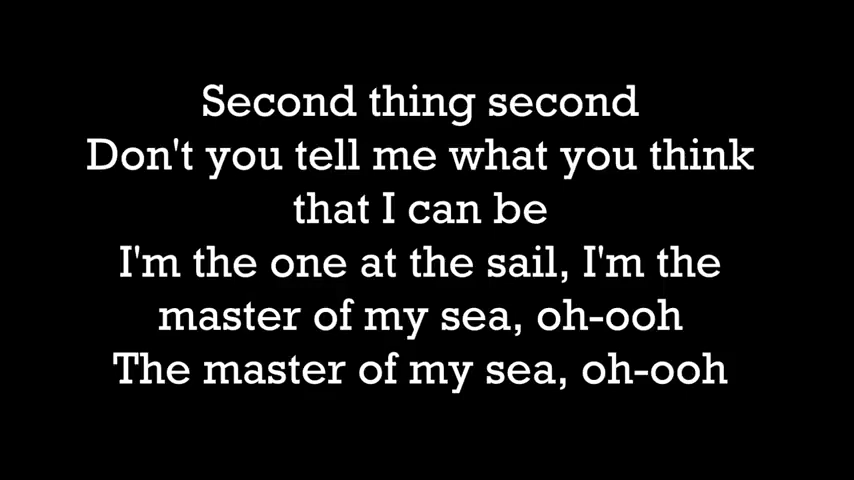 Second thing second
Don't you tell me what you think
that I can be
I'm the one at the sail, I'm the
master of my sea, oh-ooh
The master of my sea, oh-ooh